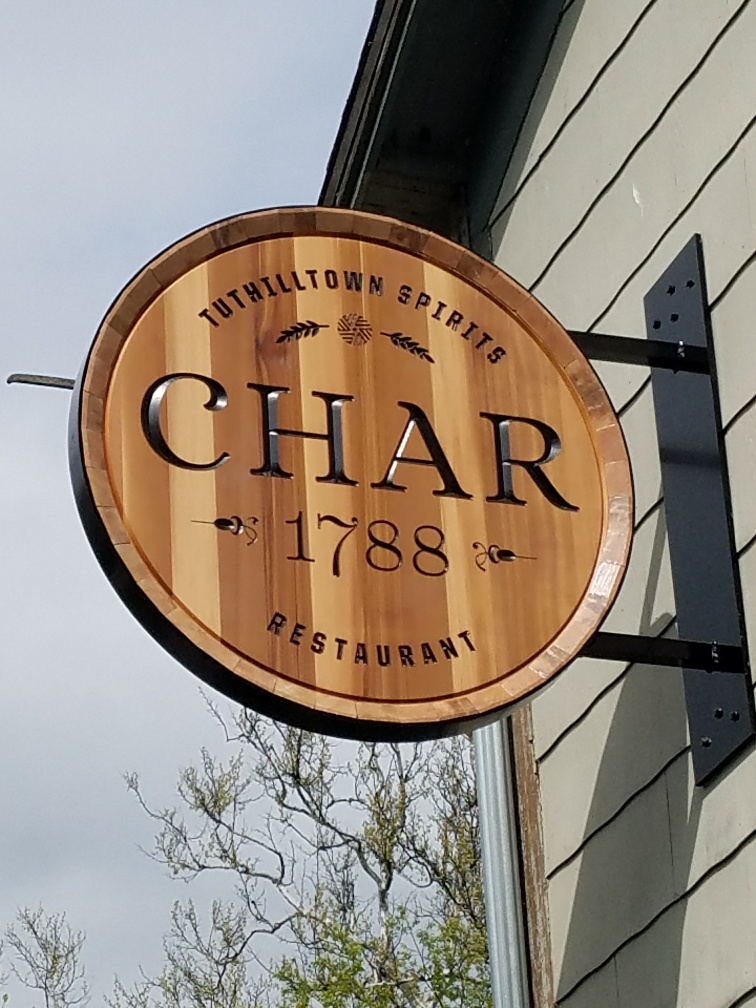 TUTHILLTOWN SPIRITS
CHAR
1788
RESTAURANT